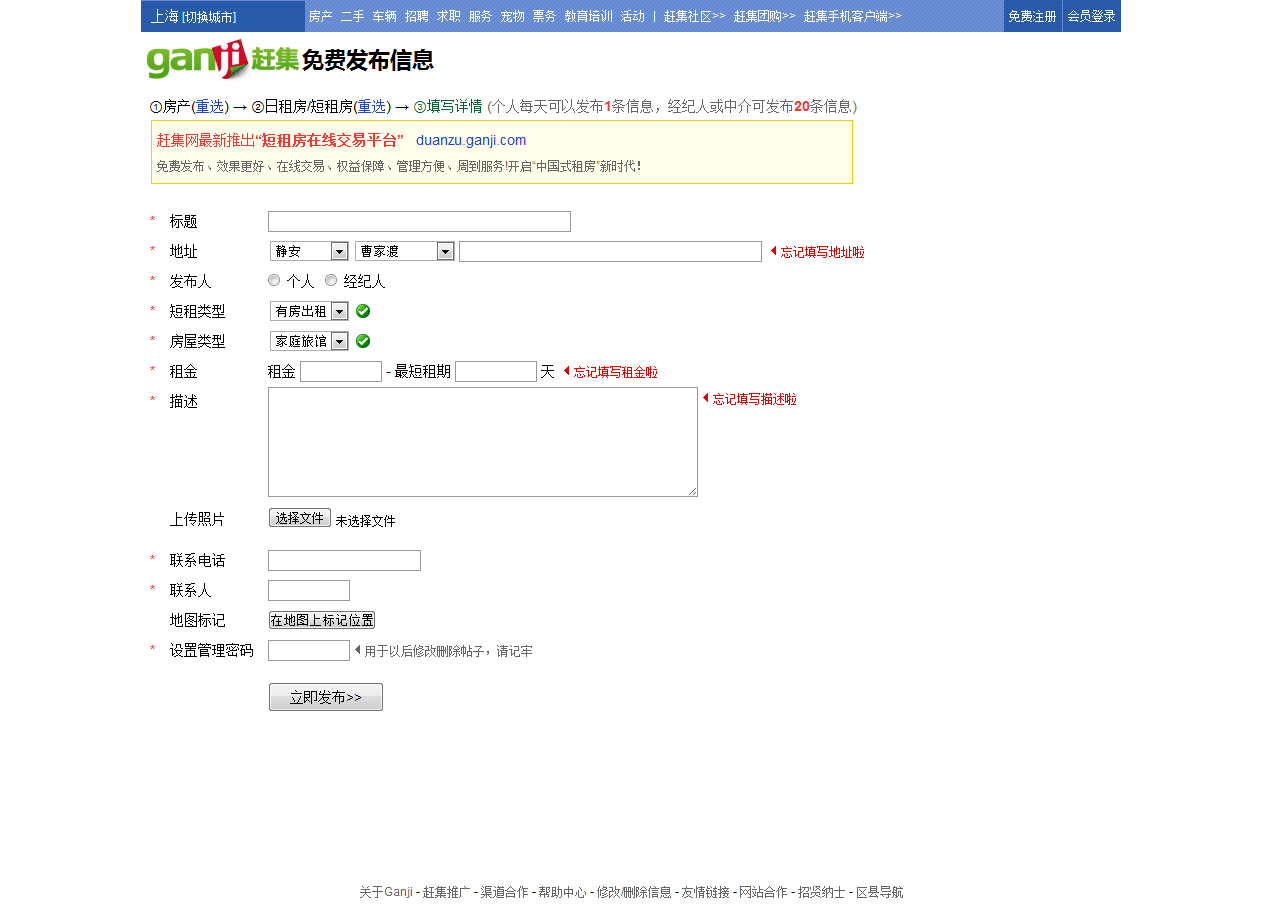 上海 [切换城市] 房产 二手 车辆 招聘 求职 服务 宠物 票务 教育培训 活动 | 赶集社区>> 赶集团购>> 赶集手机客户端>> 免费注册 会员登录
ganji 赶集 免费发布信息
①房产(重选) → ②日租房/短租房(重选) → ③填写详情 (个人每天可以发布1条信息，经纪人或中介可发布20条信息)
赶集网最新推出“短租房在线交易平台” duanzu.ganji.com
免费发布、效果更好、在线交易、权益保障、管理方便、周到服务!开启“中国式租房”新时代!
* 标题
* 地址 静安 曹家渡 忘记填写地址啦
* 发布人 个人 经纪人
* 短租类型 有房出租
* 房屋类型 家庭旅馆
* 租金 租金 - 最短租期 天 忘记填写租金啦
* 描述 忘记填写描述啦
上传照片 选择文件 未选择文件
* 联系电话
* 联系人
地图标记 在地图上标记位置
* 设置管理密码 用于以后修改删除帖子，请记牢
立即发布>>
关于Ganji - 赶集推广 - 渠道合作 - 帮助中心 - 修改/删除信息 - 友情链接 - 网站合作 - 招贤纳士 - 区县导航